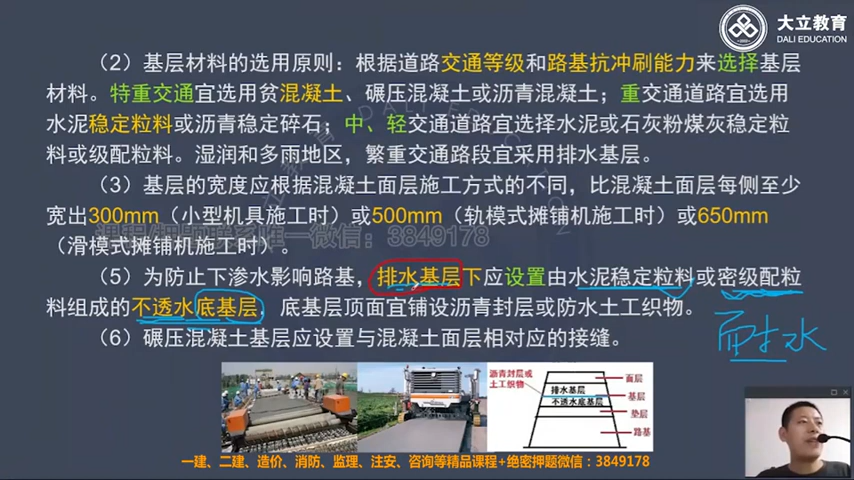 大立教育
DALI EDUCATION
（2）基层材料的选用原则：根据道路交通等级和路基抗冲刷能力来选择基层
材料。特重交通宜选用贫混凝土、碾压混凝土或沥青混凝土；重交通道路宜选用
水泥稳定粒料或沥青稳定碎石；中、轻交通道路宜选择水泥或石灰粉煤灰稳定粒
料或级配粒料。湿润和多雨地区，繁重交通路段宜采用排水基层。
（3）基层的宽度应根据混凝土面层施工方式的不同，比混凝土面层每侧至少
宽出300mm（小型机具施工时）或500mm（轨模式摊铺机施工时）或650mm
（滑模式摊铺机施工时）。
（5）为防止下渗水影响路基，排水基层下应设置由水泥稳定粒料或密级配粒
料组成的不透水底基层，底基层顶面宜铺设沥青封层或防水土工织物。
（6）碾压混凝土基层应设置与混凝土面层相对应的接缝。
耐水
沥青封层或
土工织物
排水基层
不透水底基层
面层
基层
垫层
路基
一建、二建、造价、消防、监理、注安、咨询等精品课程+绝密押题微信：3849178